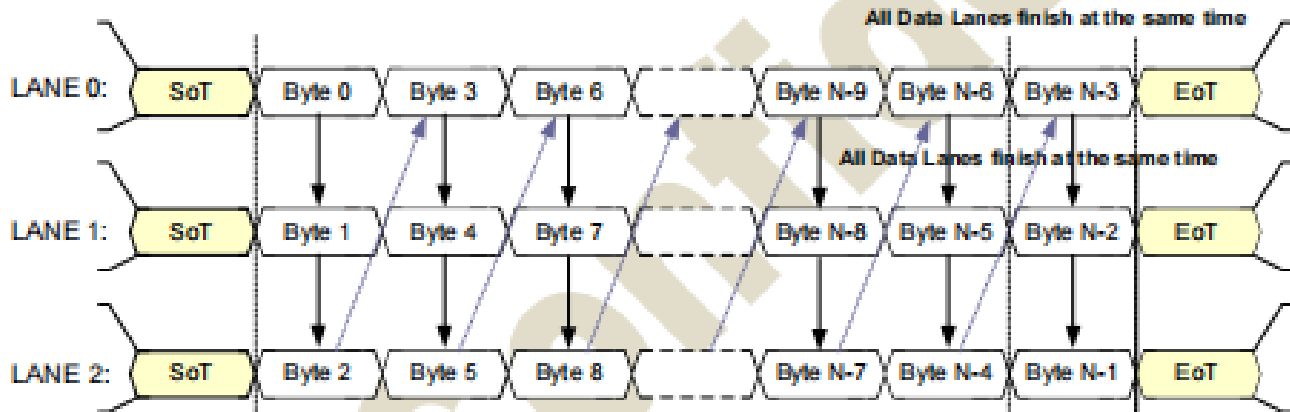 All Data Lanes finish at the same time
LANE 0: SoT Byte 0 Byte 3 Byte 6 Byte N-9 Byte N-6 Byte N-3 EoT
All Data Lanes finish at the same time
LANE 1: SoT Byte 1 Byte 4 Byte 7 Byte N-8 Byte N-5 Byte N-2 EoT
LANE 2: SoT Byte 2 Byte 5 Byte 8 Byte N-7 Byte N-4 Byte N-1 EoT